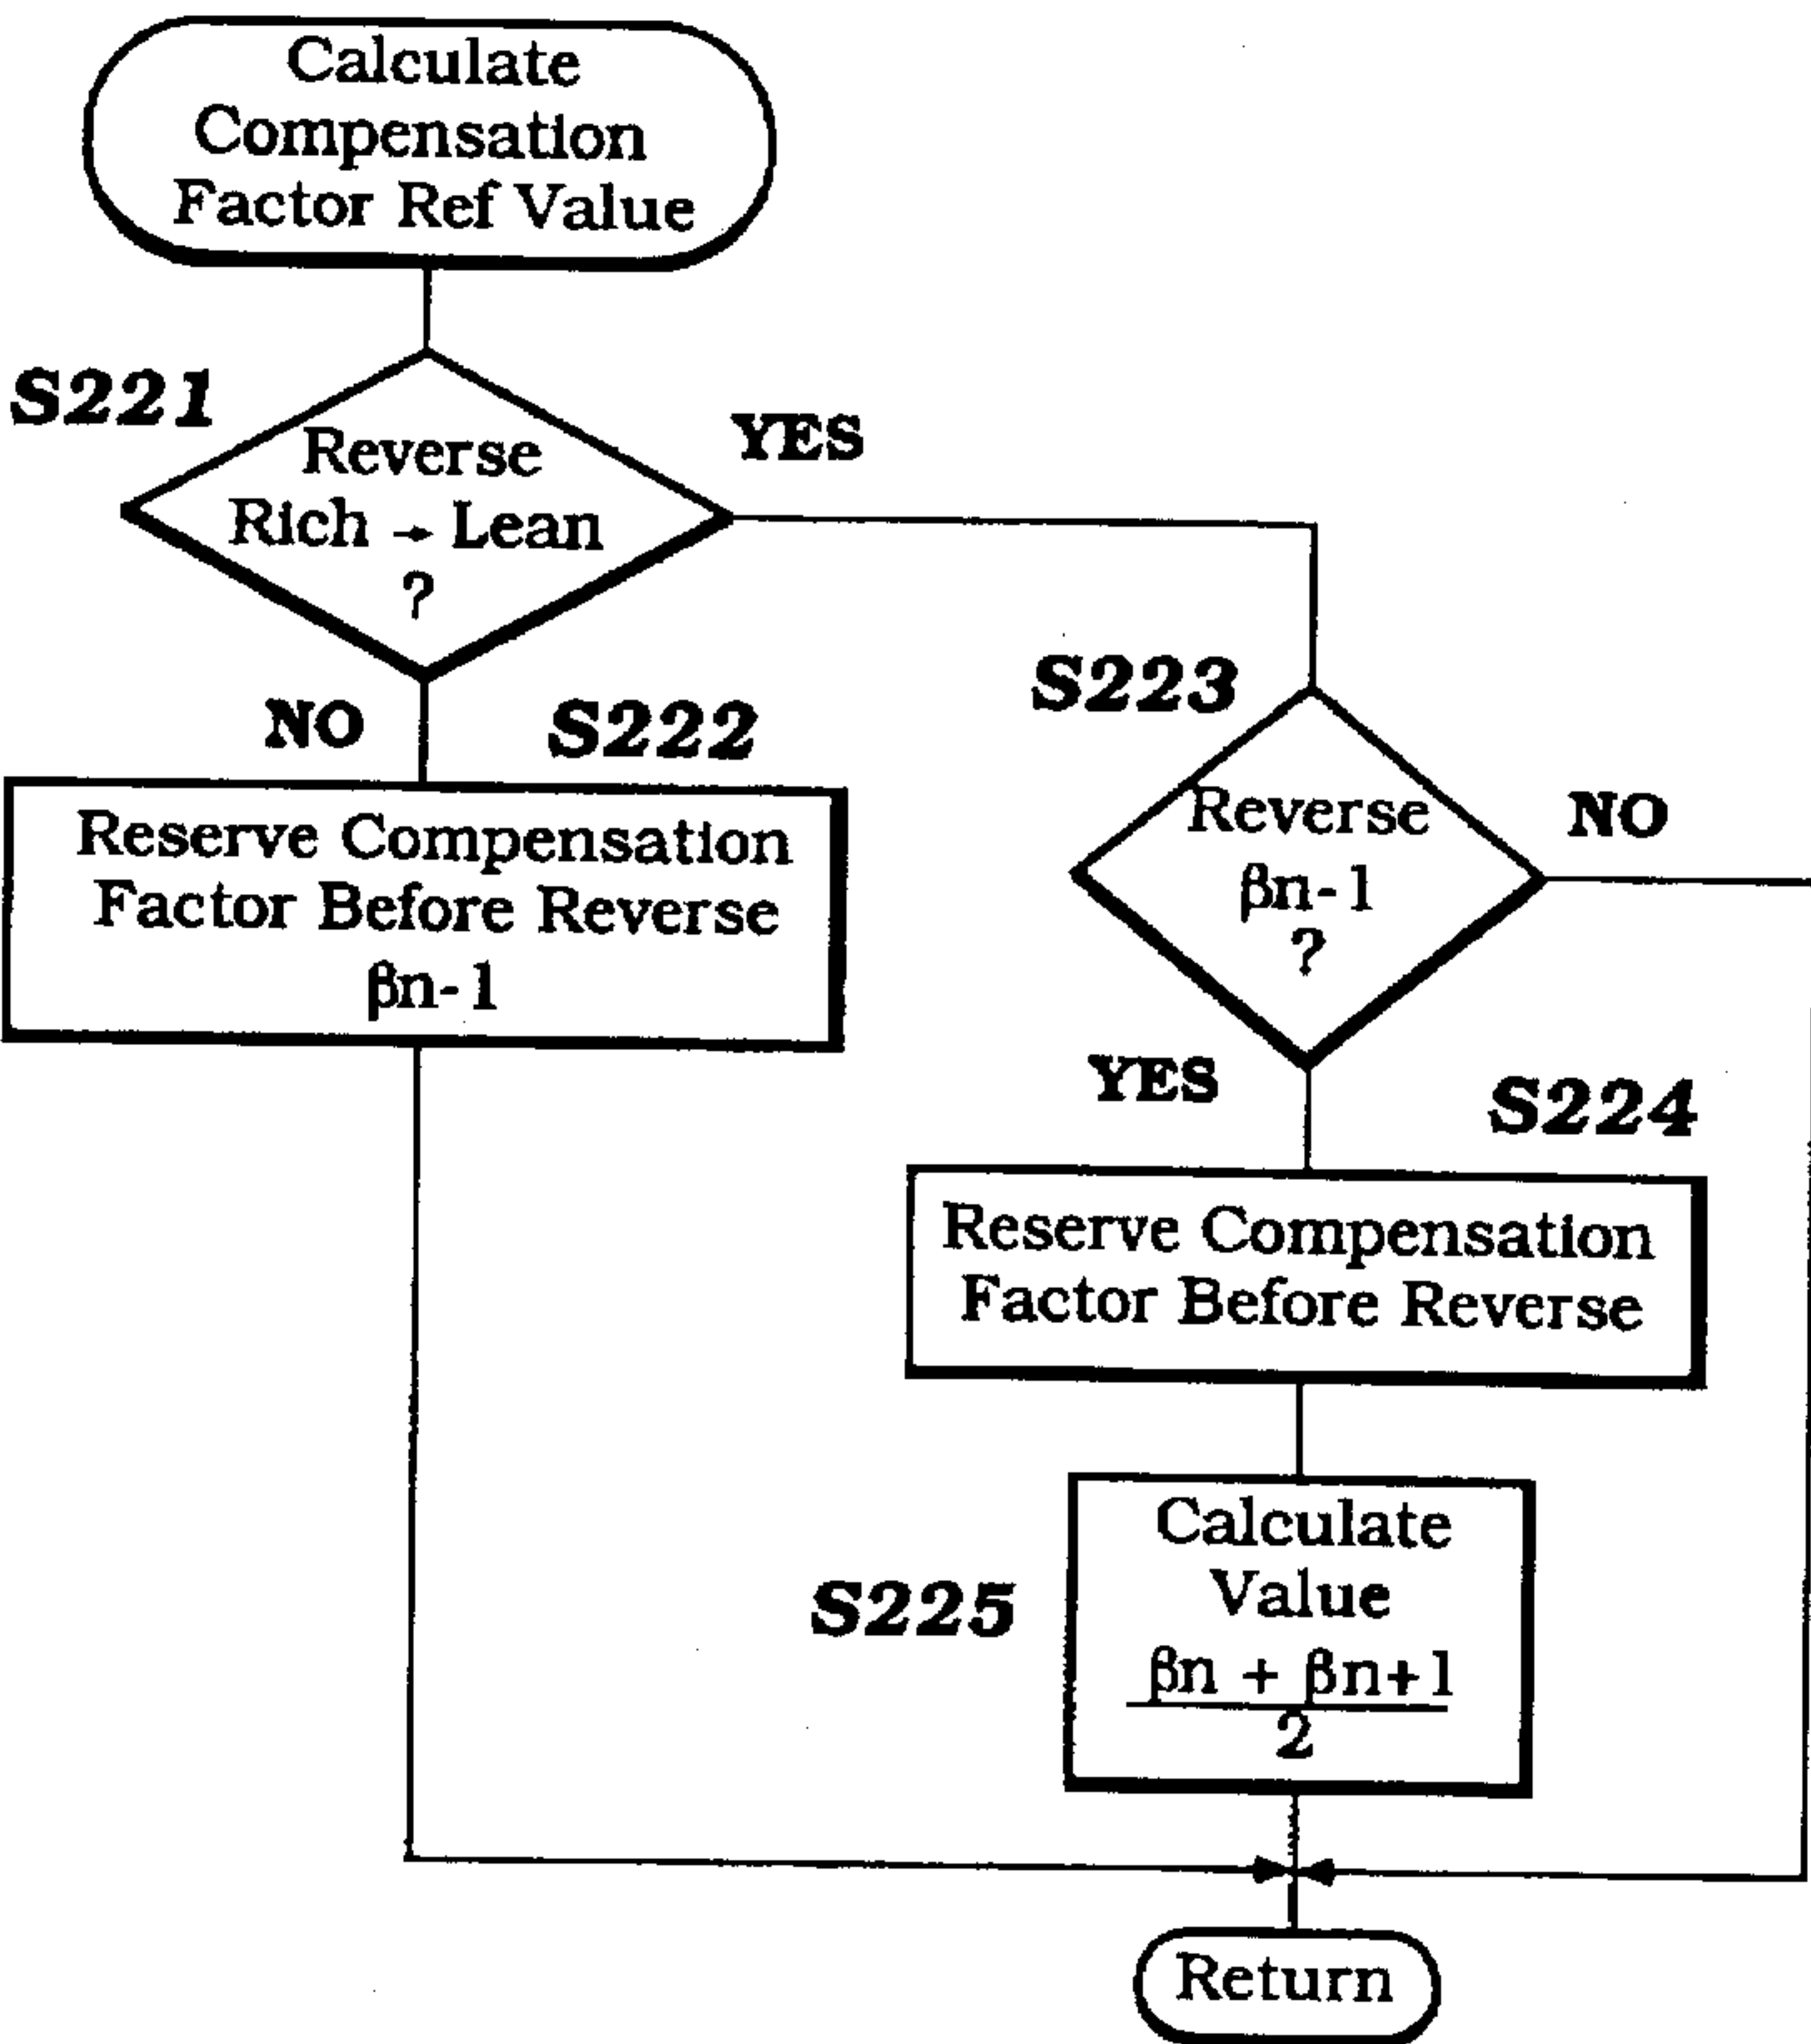 Calculate
Compensation
Factor Ref Value
S221
Reverse
Rich → Lean
?
YES
NO
S222
Reserve Compensation
Factor Before Reverse
βn-1
S223
Reverse
βn-1
?
NO
YES
S224
Reserve Compensation
Factor Before Reverse
S225
Calculate
Value
βn + βn+1
2
Return